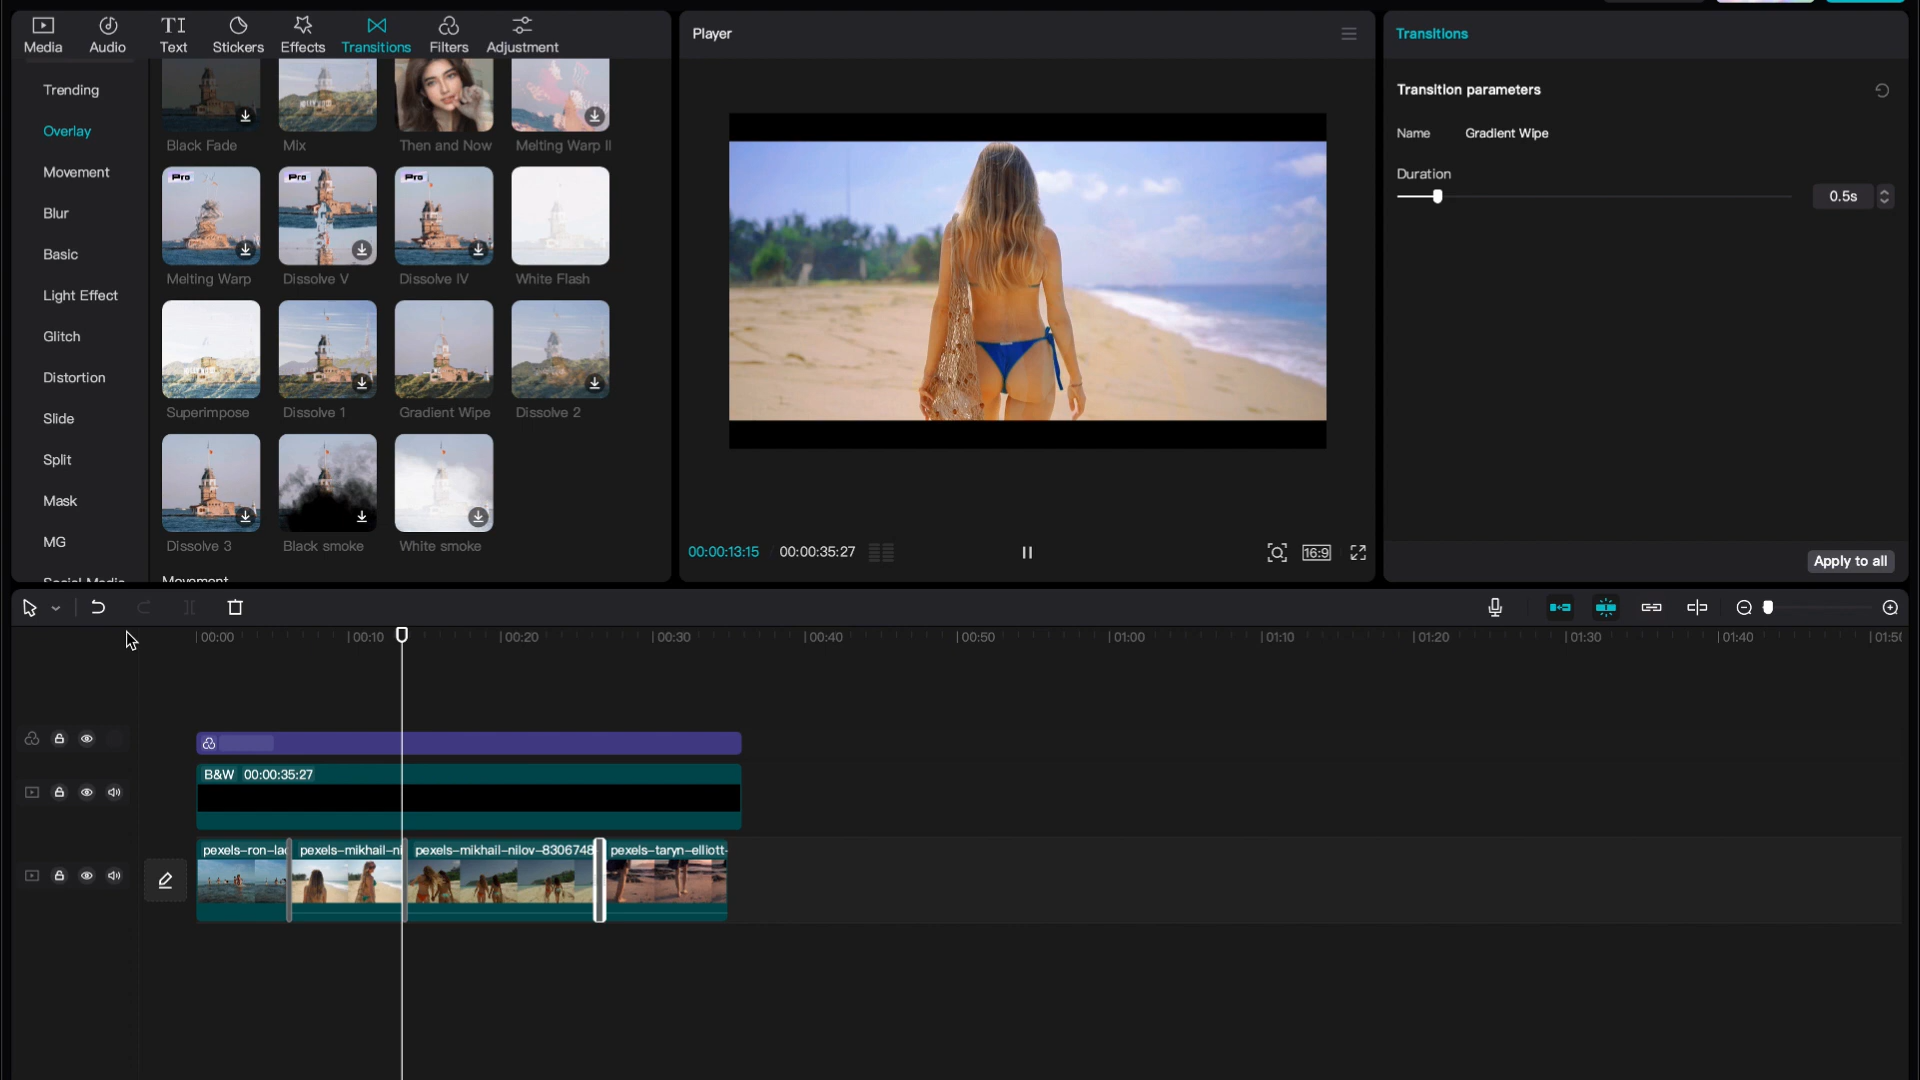 Media
Audio
Text
Stickers
Effects
Transitions
Filters
Adjustment
Player
Transitions
Trending
Overlay
Movement
Blur
Basic
Light Effect
Glitch
Distortion
Slide
Split
Mask
MG
Social Media
Black Fade
Mix
Then and Now
Melting Warp II
Pro
Pro
Pro
Melting Warp
Dissolve V
Dissolve IV
White Flash
Superimpose
Dissolve 1
Gradient Wipe
Dissolve 2
Dissolve 3
Black smoke
White smoke
Movement
00:00:13:15
00:00:35:27
16:9
Transition parameters
Name Gradient Wipe
Duration
0.5s
Apply to all
00:00
00:10
00:20
00:30
00:40
00:50
01:00
01:10
01:20
01:30
01:40
B&W 00:00:35:27
pexels-ron-lac
pexels-mikhail-ni
pexels-mikhail-nilov-8306748
pexels-taryn-elliott-